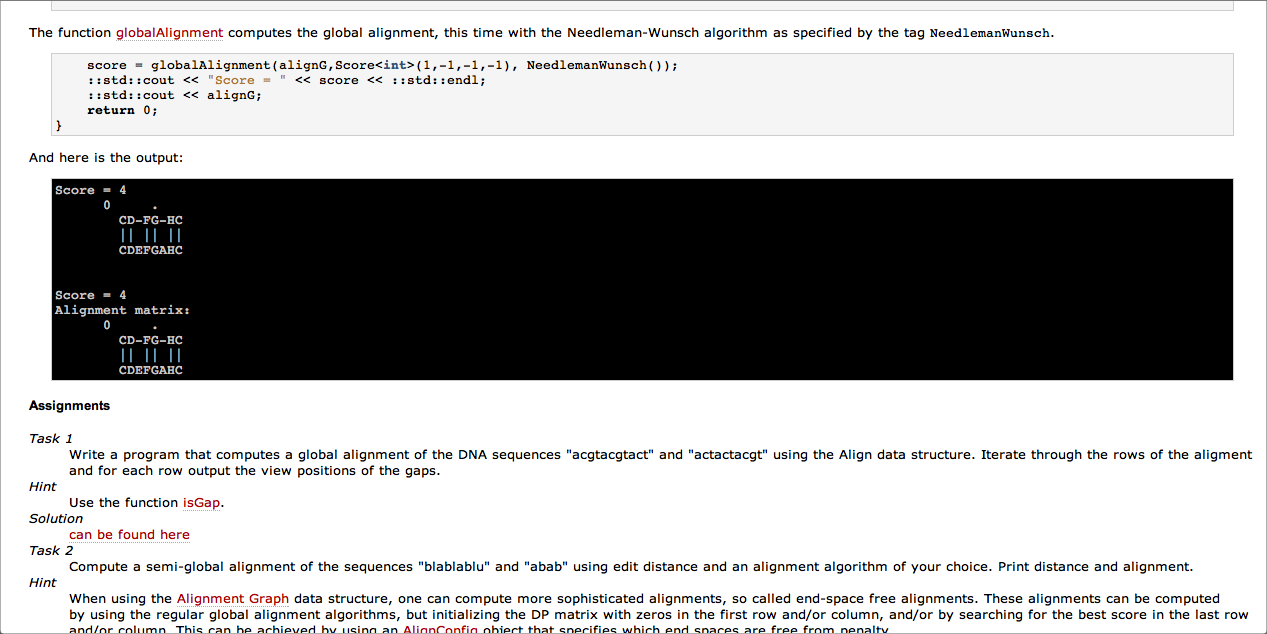 The function globalAlignment computes the global alignment, this time with the Needleman-Wunsch algorithm as specified by the tag NeedlemanWunsch.
score = globalAlignment(alignG,Score<int>(1,-1,-1,-1), NeedlemanWunsch());
::std::cout << "Score = " << score << ::std::endl;
::std::cout << alignG;
return 0;
}
And here is the output:
Score = 4
0 .
CD-FG-HC
|| || ||
CDEFGAHC
Score = 4
Alignment matrix:
0 .
CD-FG-HC
|| || ||
CDEFGAHC
Assignments
Task 1
Write a program that computes a global alignment of the DNA sequences "acgtacgtact" and "actactacgt" using the Align data structure. Iterate through the rows of the aligment
and for each row output the view positions of the gaps.
Hint
Use the function isGap.
Solution
can be found here
Task 2
Compute a semi-global alignment of the sequences "blablablu" and "abab" using edit distance and an alignment algorithm of your choice. Print distance and alignment.
Hint
When using the Alignment Graph data structure, one can compute more sophisticated alignments, so called end-space free alignments. These alignments can be computed
by using the regular global alignment algorithms, but initializing the DP matrix with zeros in the first row and/or column, and/or by searching for the best score in the last row
and/or column. This can be achieved by using an AlignConfig object that specifies which end spaces are free from penalty.